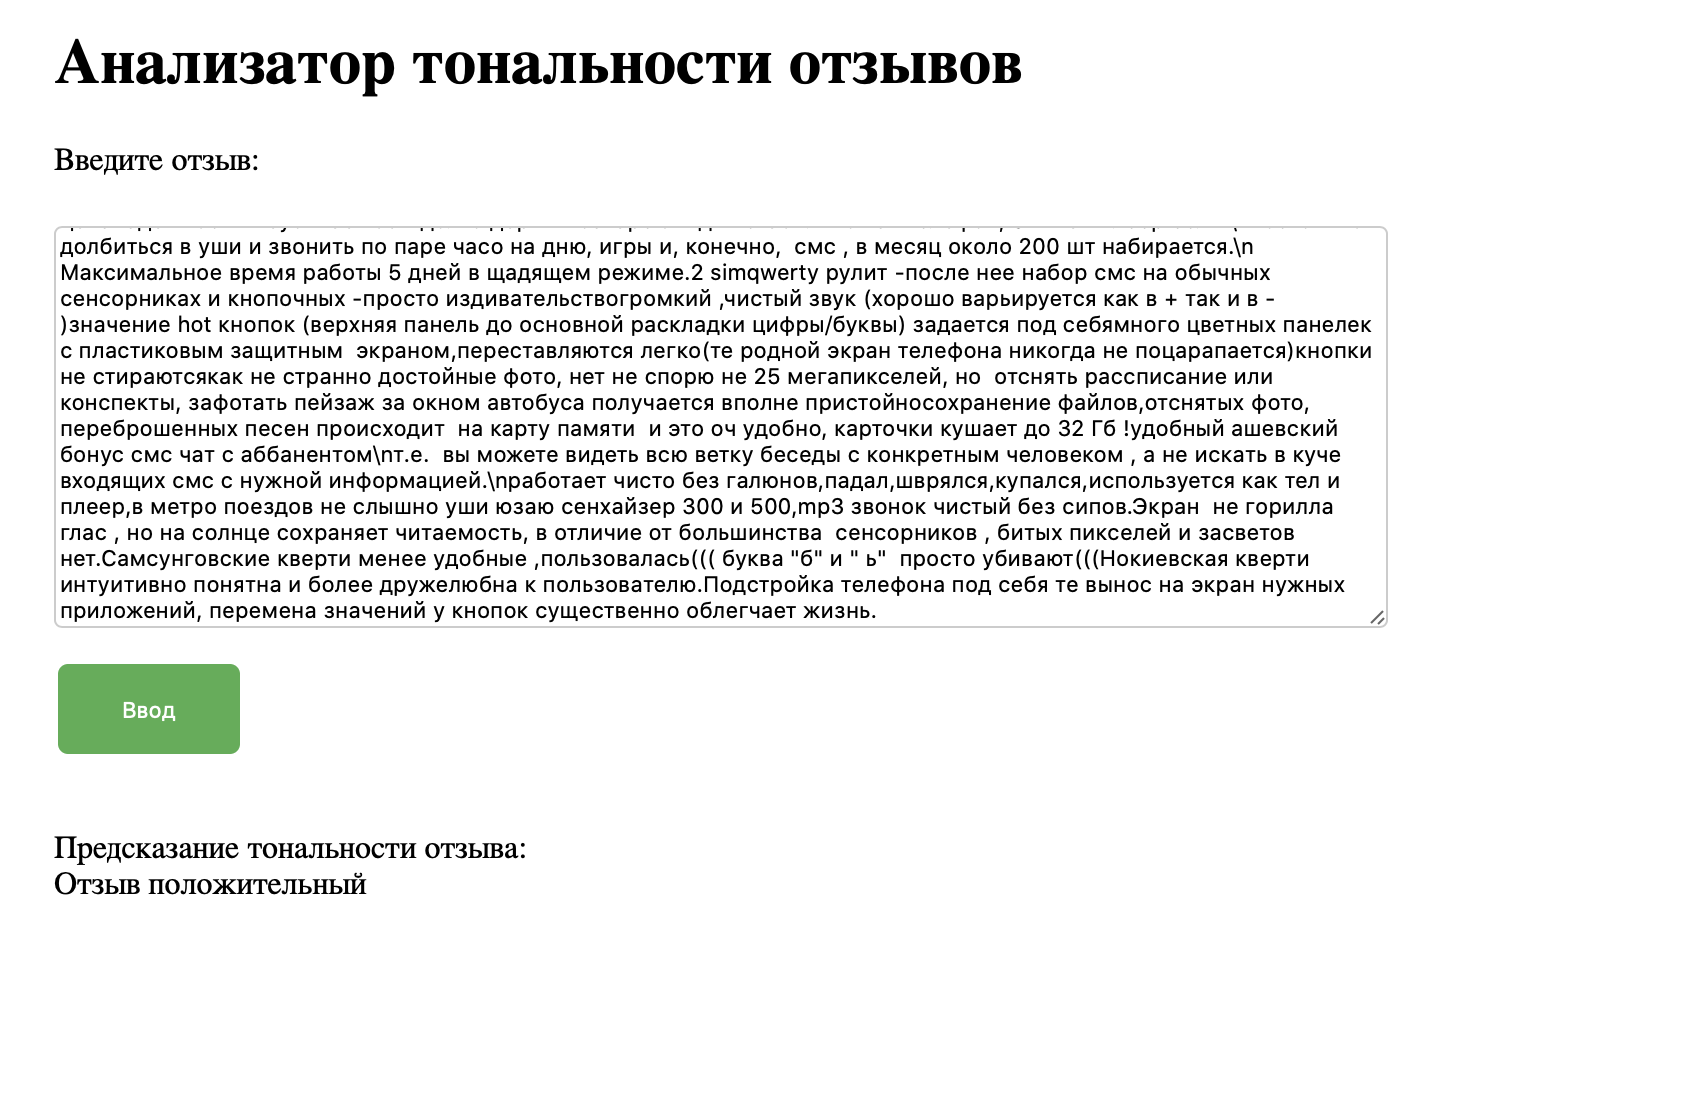 Анализатор тональности отзывов
Введите отзыв:
долбиться в уши и звонить по паре часо на дню, игры и, конечно,  смс , в месяц около 200 шт набирается.\n
Максимальное время работы 5 дней в щадящем режиме.2 simqwerty рулит -после нее набор смс на обычных
сенсорниках и кнопочных -просто издивательствогромкий ,чистый звук (хорошо варьируется как в + так и в -
)значение hot кнопок (верхняя панель до основной раскладки цифры/буквы) задается под себямного цветных панелек
с пластиковым защитным  экраном,переставляются легко(те родной экран телефона никогда не поцарапается)кнопки
не стираютсякак не странно достойные фото, нет не спорю не 25 мегапикселей, но  отснять рассписание или
конспекты, зафотать пейзаж за окном автобуса получается вполне пристойносохранение файлов,отснятых фото,
переброшенных песен происходит  на карту памяти  и это оч удобно, карточки кушает до 32 Гб !удобный ашевский
бонус смс чат с аббанентом\nт.е.  вы можете видеть всю ветку беседы с конкретным человеком , а не искать в куче
входящих смс с нужной информацией.\nработает чисто без галюнов,падал,шврялся,купался,используется как тел и
плеер,в метро поездов не слышно уши юзаю сенхайзер 300 и 500,mp3 звонок чистый без сипов.Экран  не горилла
глас , но на солнце сохраняет читаемость, в отличие от большинства  сенсорников , битых пикселей и засветов
нет.Самсунговские кверти менее удобные ,пользовалась((( буква "б" и " ь"  просто убивают(((Нокиевская кверти
интуитивно понятна и более дружелюбна к пользователю.Подстройка телефона под себя те вынос на экран нужных
приложений, перемена значений у кнопок существенно облегчает жизнь.
Ввод
Предсказание тональности отзыва:
Отзыв положительный